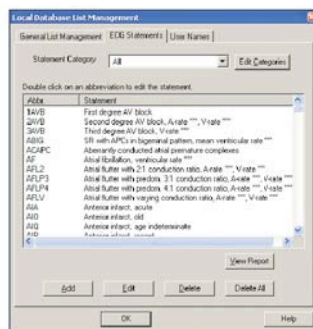 Local Database List Management
General List Management ECG Statements User Names
Statement Category All Edit Categories
Double click on an abbreviation to edit the statement.
Abbr. Statement
1AVB First degree AV block
2AVB Second degree AV block, A-rate ***, V-rate ***
3AVB Third degree AV block, V-rate ***
ABIG SR with APCs in bigeminal pattern, mean ventricular rate ***
ACAPC Aberrantly conducted atrial premature complexes
AF Atrial fibrillation, ventricular rate ***
AFL2 Atrial flutter with 2:1 conduction ratio, A-rate ***, V-rate ***
AFLP3 Atrial flutter with predom. 3:1 conduction ratio, A-rate ***, V-rate
AFLP4 Atrial flutter with predom. 4:1 conduction ratio, A-rate ***, V-rate
AFLV Atrial flutter with varying conduction ratio, A-rate ***, V-rate ***
AIA Anterior infarct, acute
AIO Anterior infarct, old
AIQ Anterior infarct, age indeterminate
AIR Anterior infarct, recent
View Report
Add Edit Delete Delete All
OK Help